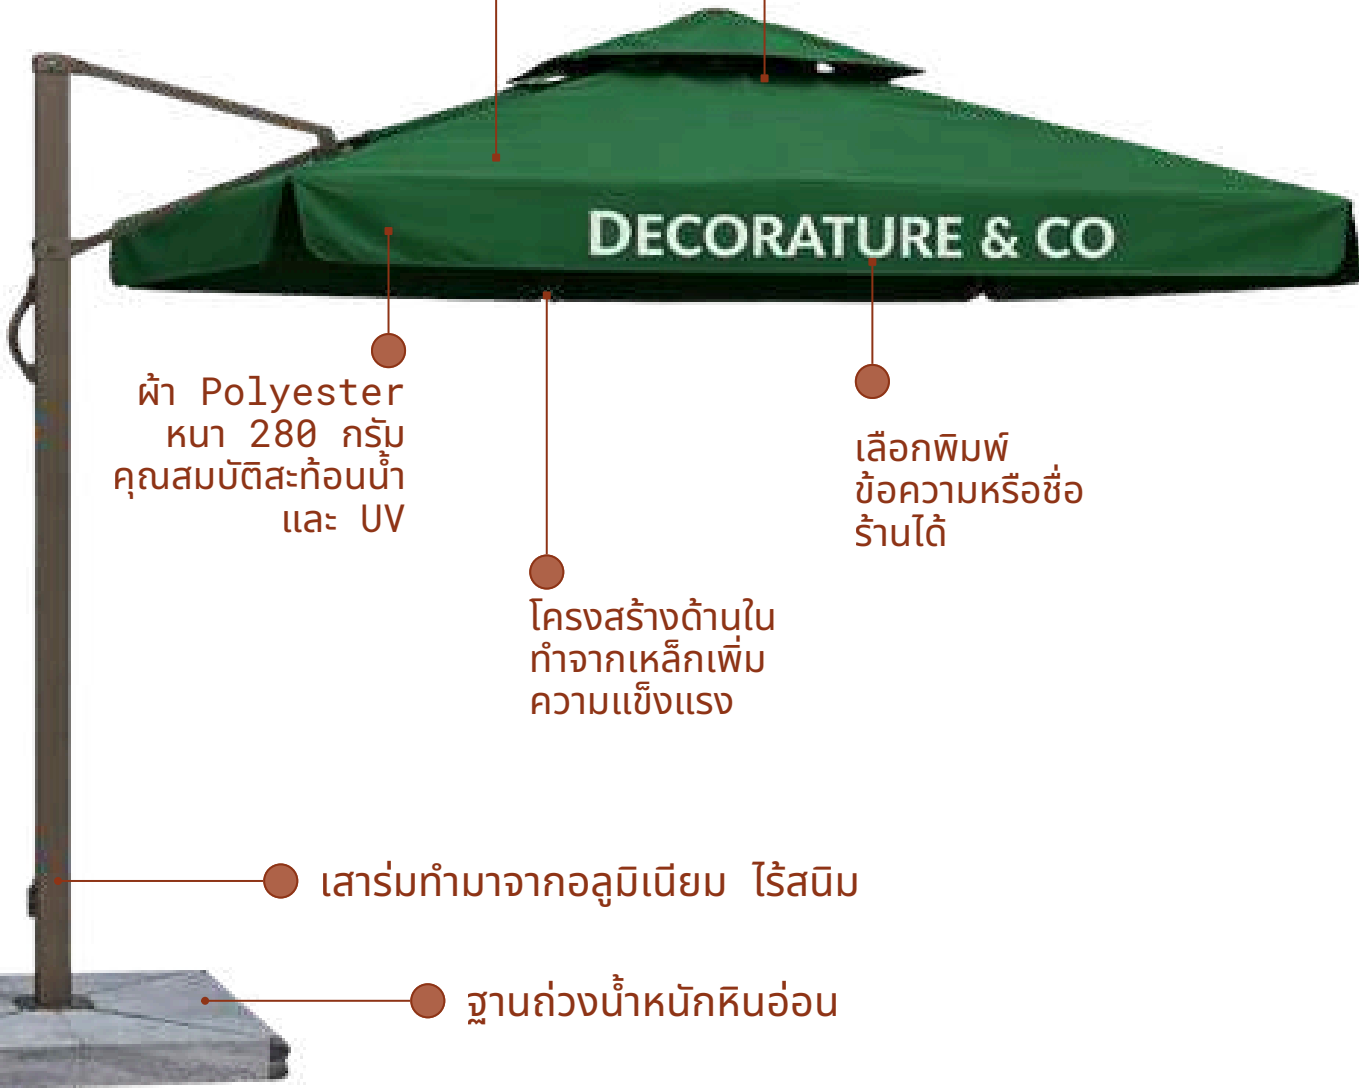 DECORATURE & CO
ผ้า Polyester
หนา 280 กรัม
คุณสมบัติสะท้อนน้ำ
และ UV
เลือกพิมพ์
ข้อความหรือชื่อ
ร้านได้
โครงสร้างด้านใน
ทำจากเหล็กเพิ่ม
ความแข็งแรง
เสาร่มทำมาจากอลูมิเนียม ไร้สนิม
ฐานถ่วงน้ำหนักหินอ่อน